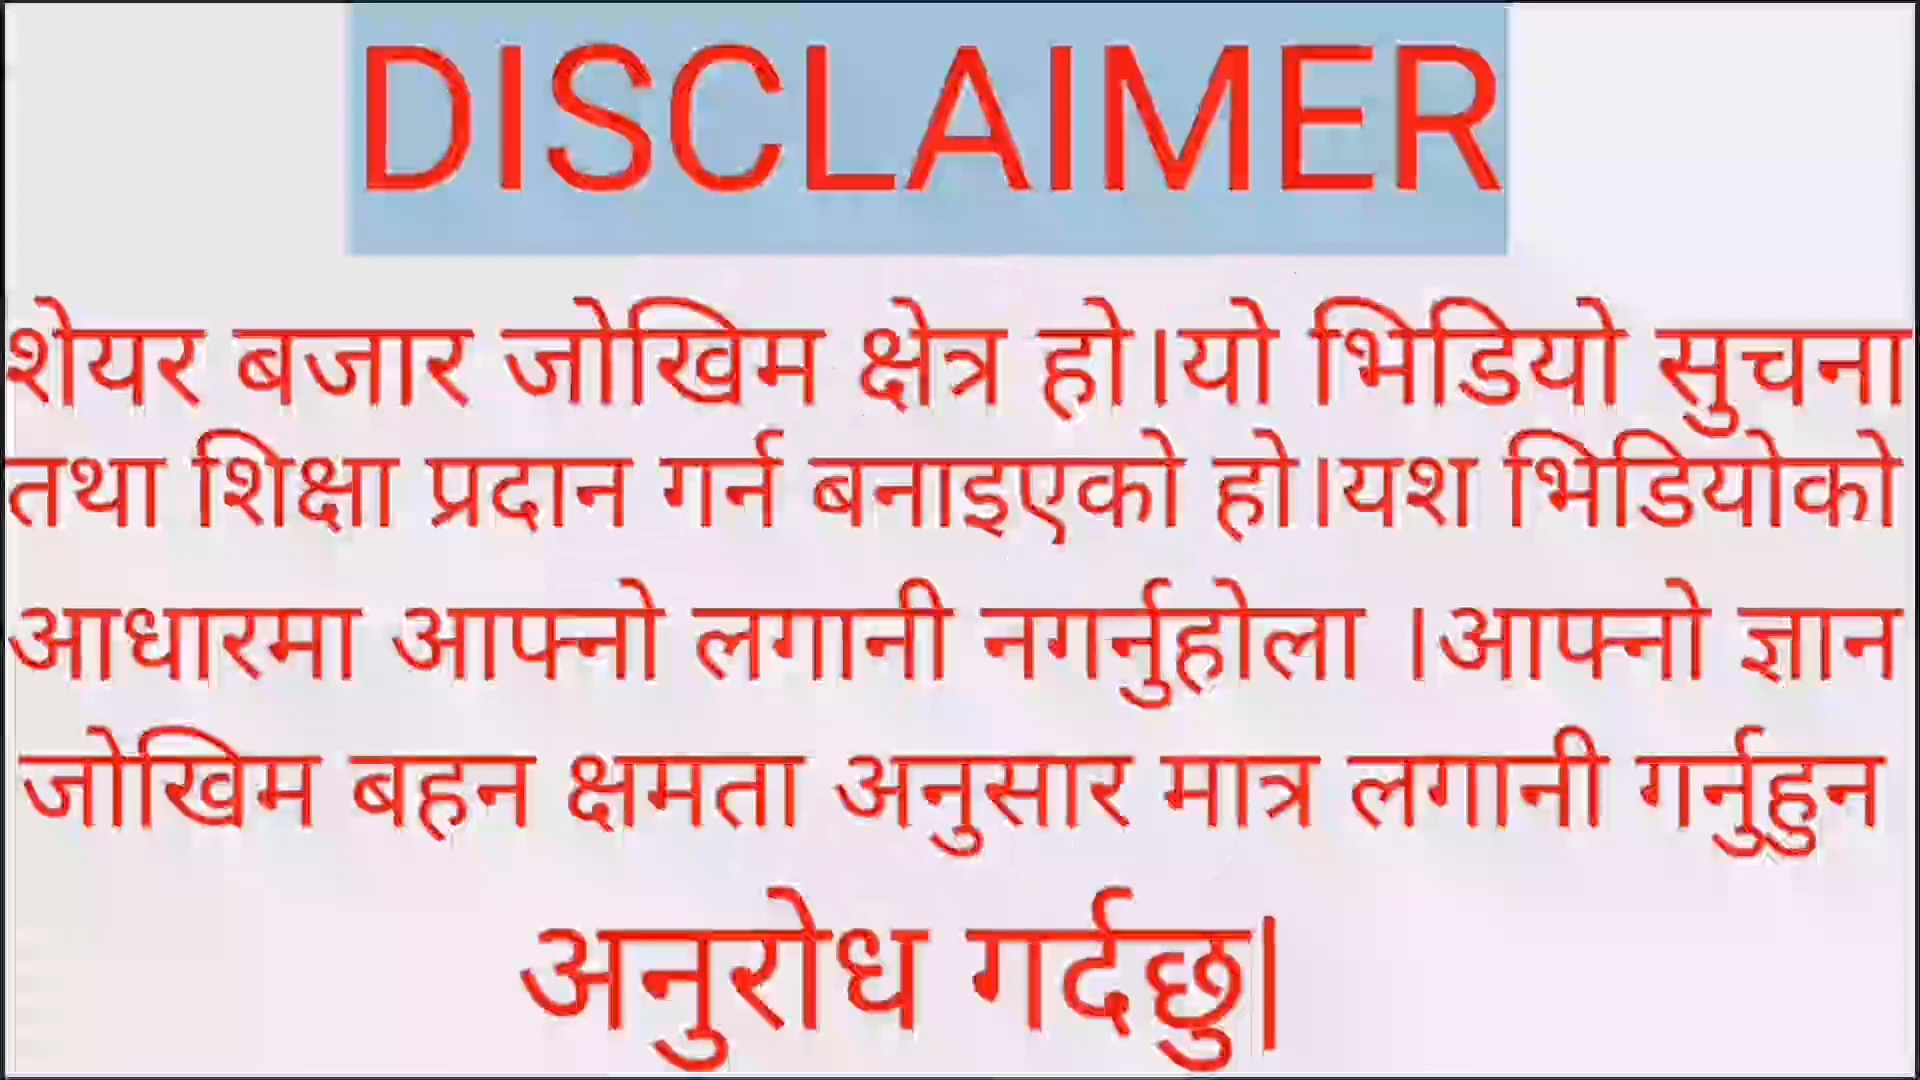 DISCLAIMER
शेयर बजार जोखिम क्षेत्र हो।यो भिडियो सुचना
तथा शिक्षा प्रदान गर्न बनाइएको हो।यश भिडियोको
आधारमा आफ्नो लगानी नगर्नुहोला ।आफ्नो ज्ञान
जोखिम बहन क्षमता अनुसार मात्र लगानी गर्नुहुन
अनुरोध गर्दछु|